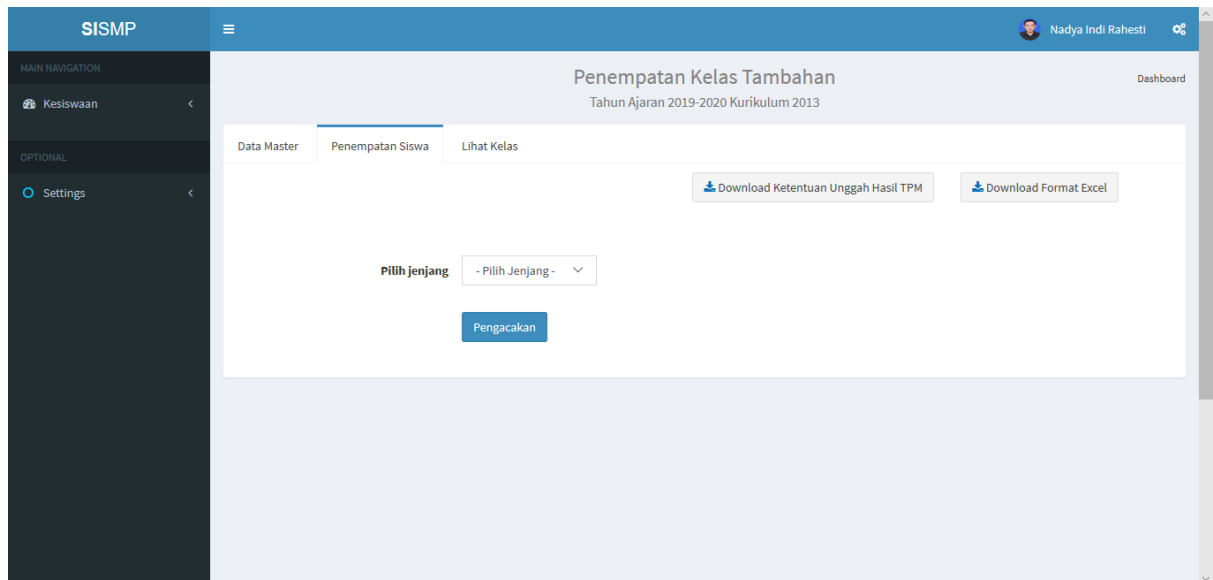 SISMP
Nadya Indi Rahesti
MAIN NAVIGATION
Kesiswaan
OPTIONAL
Settings
Penempatan Kelas Tambahan
Tahun Ajaran 2019-2020 Kurikulum 2013
Dashboard
Data Master Penempatan Siswa Lihat Kelas
Download Ketentuan Unggah Hasil TPM Download Format Excel
Pilih jenjang - Pilih Jenjang -
Pengacakan